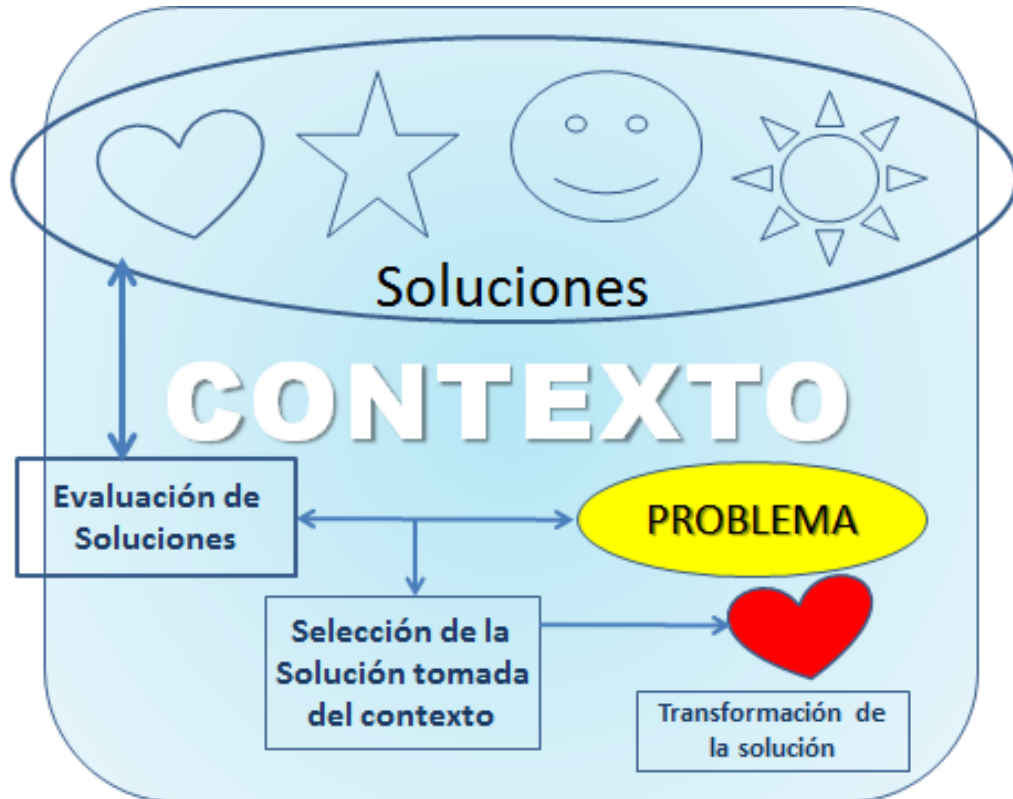 Soluciones
CONTEXTO
Evaluación de
Soluciones
PROBLEMA
Selección de la
Solución tomada
del contexto
Transformación de
la solución